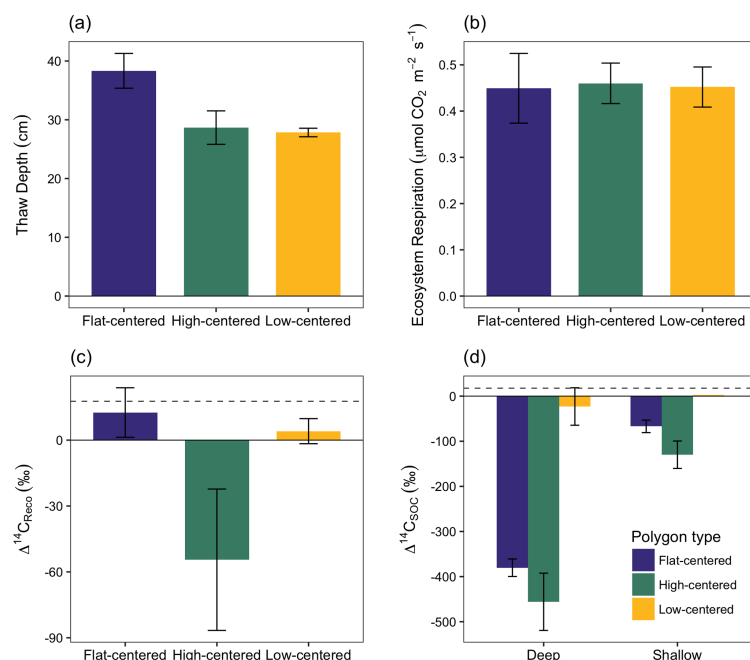 (a)
Thaw Depth (cm)
40
30
20
10
0
Flat-centered High-centered Low-centered
(b)
Ecosystem Respiration (μmol CO₂ m⁻² s⁻¹)
0.5
0.4
0.3
0.2
0.1
0.0
Flat-centered High-centered Low-centered
(c)
Δ¹⁴C_Reco (‰)
0
-30
-60
-90
Flat-centered High-centered Low-centered
(d)
Δ¹⁴C_SOC (‰)
0
-100
-200
-300
-400
-500
Polygon type
Flat-centered
High-centered
Low-centered
Deep Shallow